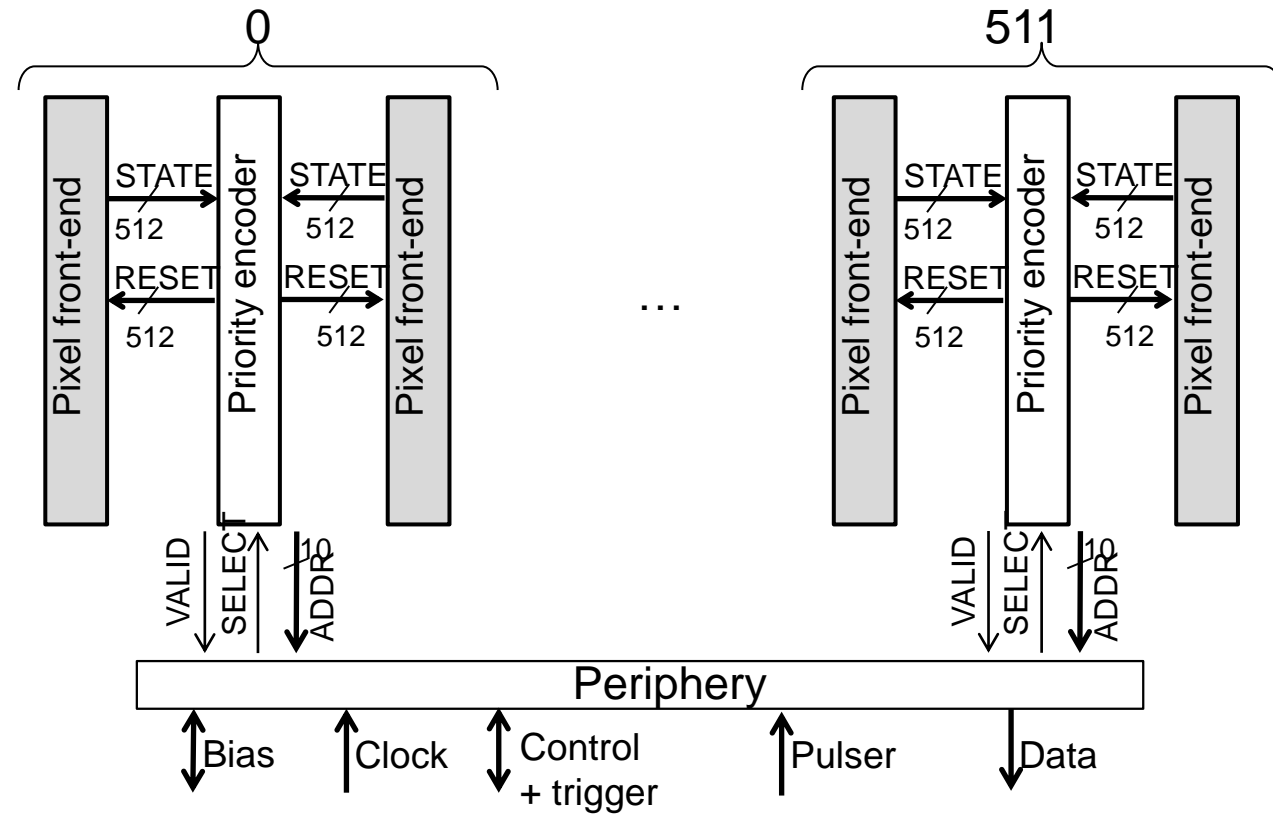 0
511
Pixel front-end
STATE
512
RESET
512
Priority encoder
STATE
512
RESET
512
Pixel front-end
...
Pixel front-end
STATE
512
RESET
512
Priority encoder
STATE
512
RESET
512
Pixel front-end
VALID
SELECT
10
ADDR
VALID
SELECT
10
ADDR
Periphery
Bias
Clock
Control
+ trigger
Pulser
Data